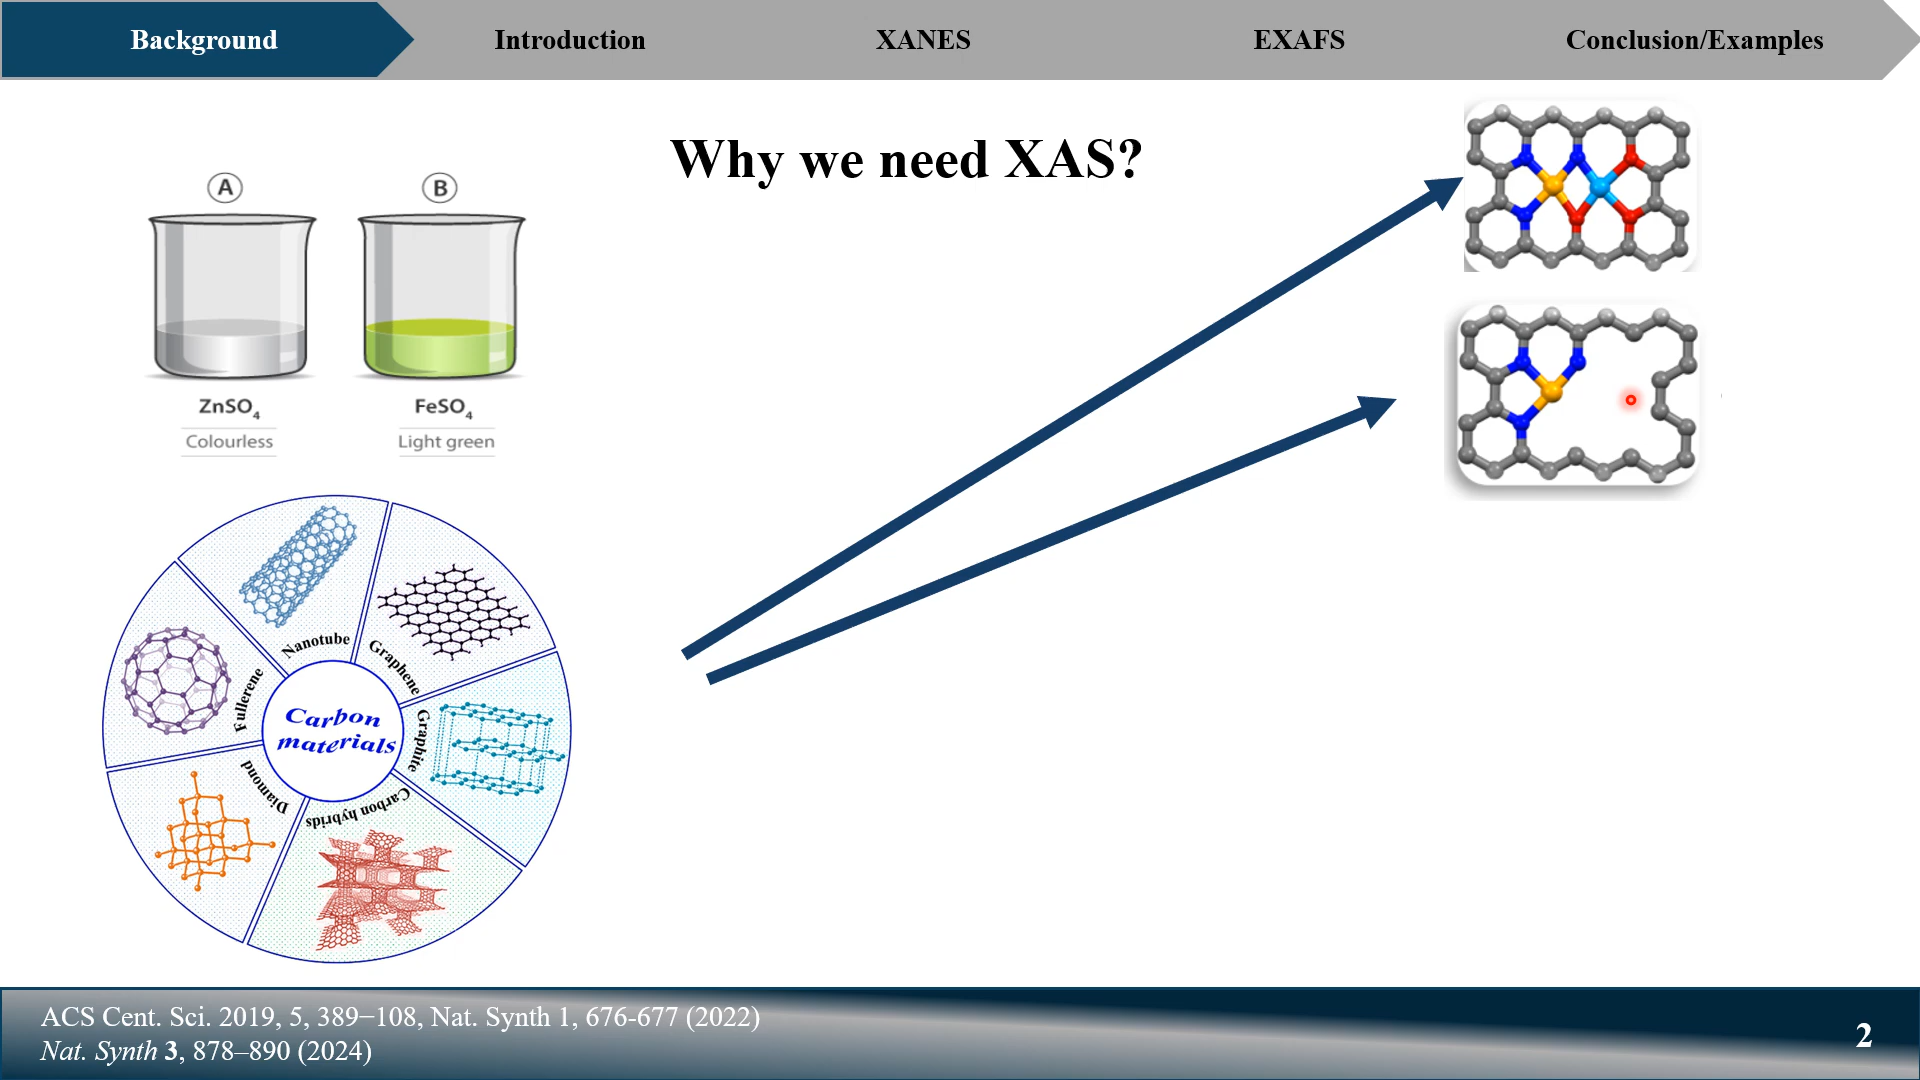 Background
Introduction
XANES
EXAFS
Conclusion/Examples
Why we need XAS?
A
B
ZnSO4
Colourless
FeSO4
Light green
Nanotube
Graphene
Fullerene
Graphite
Diamond
Carbon hybrids
Carbon
materials
ACS Cent. Sci. 2019, 5, 389−108, Nat. Synth 1, 676-677 (2022)
Nat. Synth 3, 878–890 (2024)
2